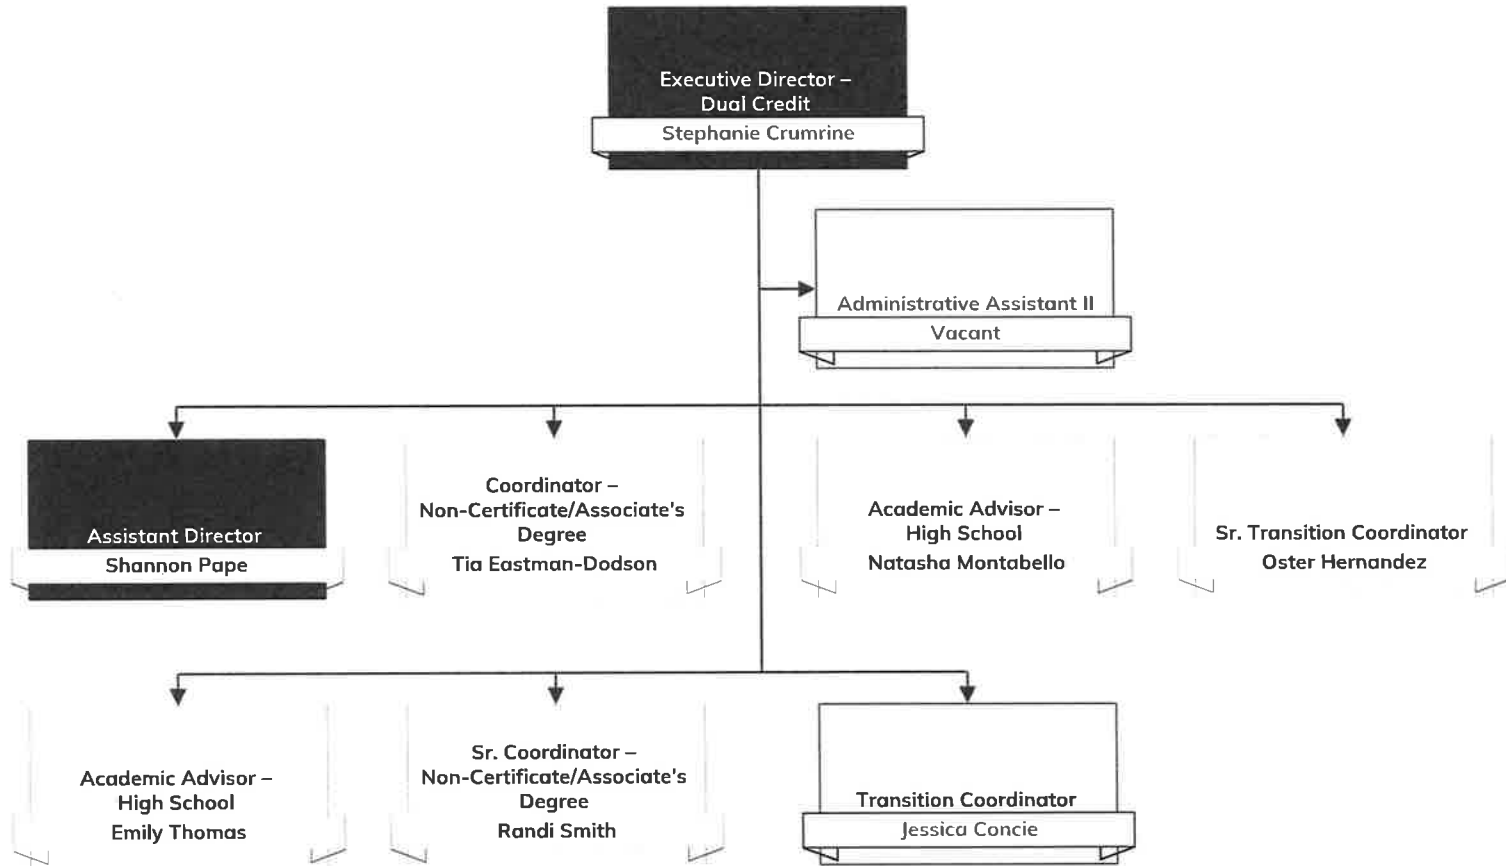 Executive Director –
Dual Credit
Stephanie Crumrine
Administrative Assistant II
Vacant
Assistant Director
Shannon Pape
Coordinator –
Non-Certificate/Associate's
Degree
Tia Eastman-Dodson
Academic Advisor –
High School
Natasha Montabello
Sr. Transition Coordinator
Oster Hernandez
Academic Advisor –
High School
Emily Thomas
Sr. Coordinator –
Non-Certificate/Associate's
Degree
Randi Smith
Transition Coordinator
Jessica Concie